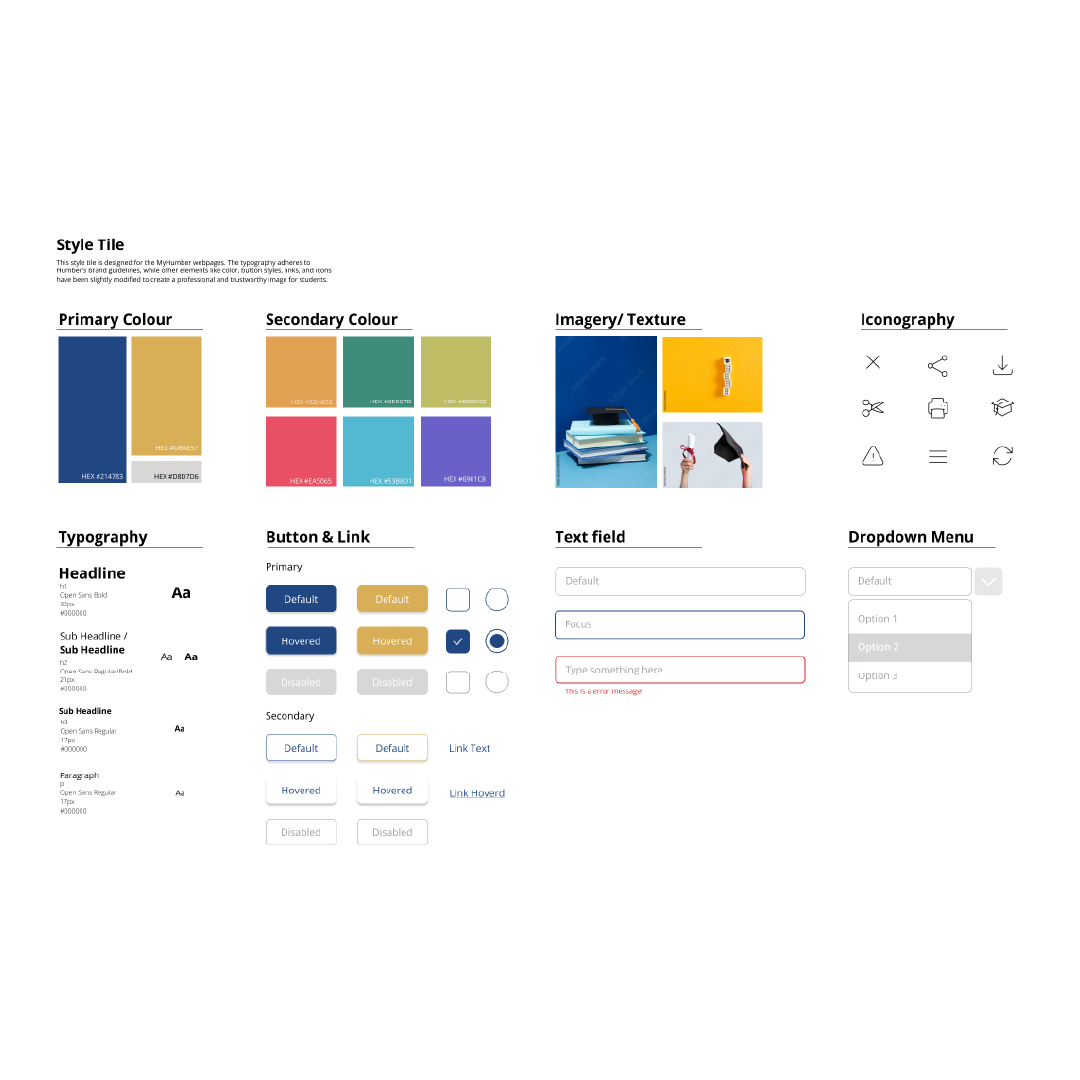 Style Tile
This style tile is designed for the MyHumber webpages. The typography adheres to
Humber's brand guidelines, while other elements like color, button styles, links, and icons
have been slightly modified to create a professional and trustworthy image for students.
Primary Colour
HEX #214783
HEX #D8AE57
HEX #D8D7D6
Secondary Colour
HEX
HEX
HEX
HEX #EA5065
HEX #53B8D1
HEX #6961C8
Imagery/ Texture
Adobe Stock
Adobe Stock
Iconography
Typography
Headline
h1
Open Sans Bold
32px
#000000
Aa
Sub Headline /
Sub Headline
h2
Open Sans Regular/Bold
21px
#000000
Aa Aa
Sub Headline
h3
Open Sans Regular
17px
#000000
Aa
Paragraph
p
Open Sans Regular
17px
#000000
Aa
Button & Link
Primary
Default Default
Hovered Hovered
Disabled Disabled
Secondary
Default Default Link Text
Hovered Hovered Link Hoverd
Disabled Disabled
Text field
Default
Focus
Type something here
This is a error message!
Dropdown Menu
Default
Option 1
Option 2
Option 3